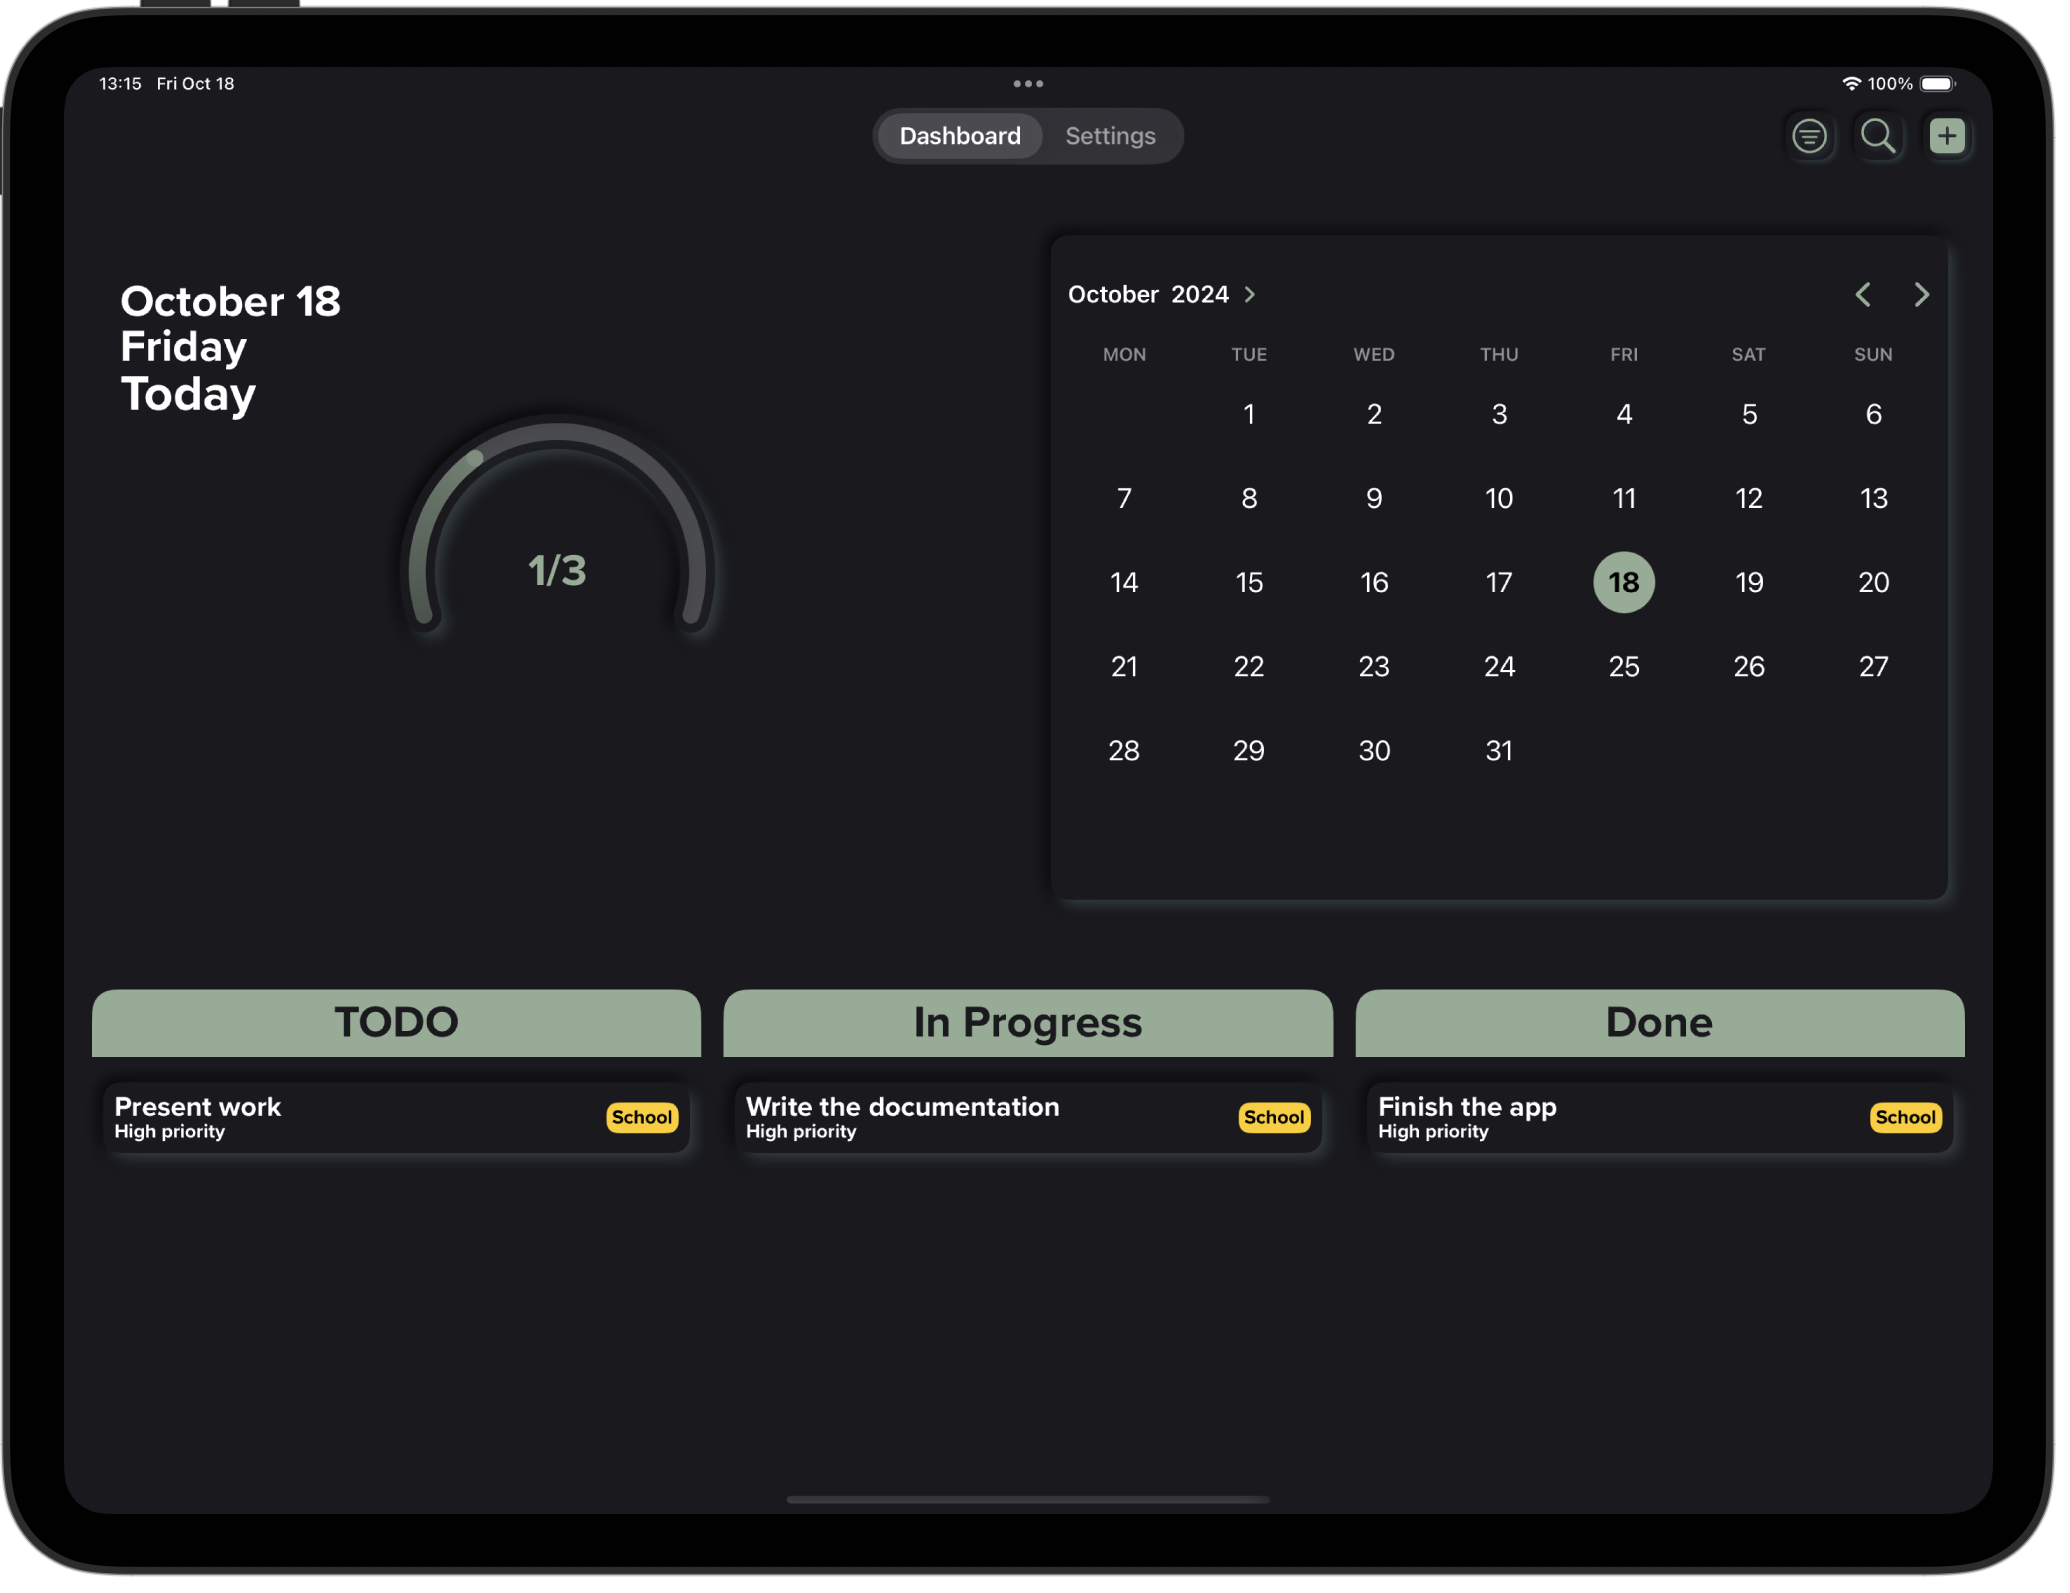 13:15 Fri Oct 18
100%
Dashboard Settings
October 18
Friday
Today
1/3
October 2024
MON TUE WED THU FRI SAT SUN
1 2 3 4 5 6
7 8 9 10 11 12 13
14 15 16 17 18 19 20
21 22 23 24 25 26 27
28 29 30 31
TODO
Present work
High priority
School
In Progress
Write the documentation
High priority
School
Done
Finish the app
High priority
School